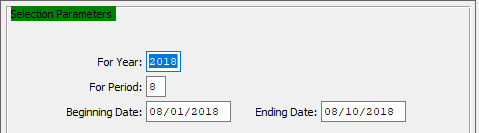 Selection Parameters
For Year: 2018
For Period: 8
Beginning Date: 08/01/2018 Ending Date: 08/10/2018